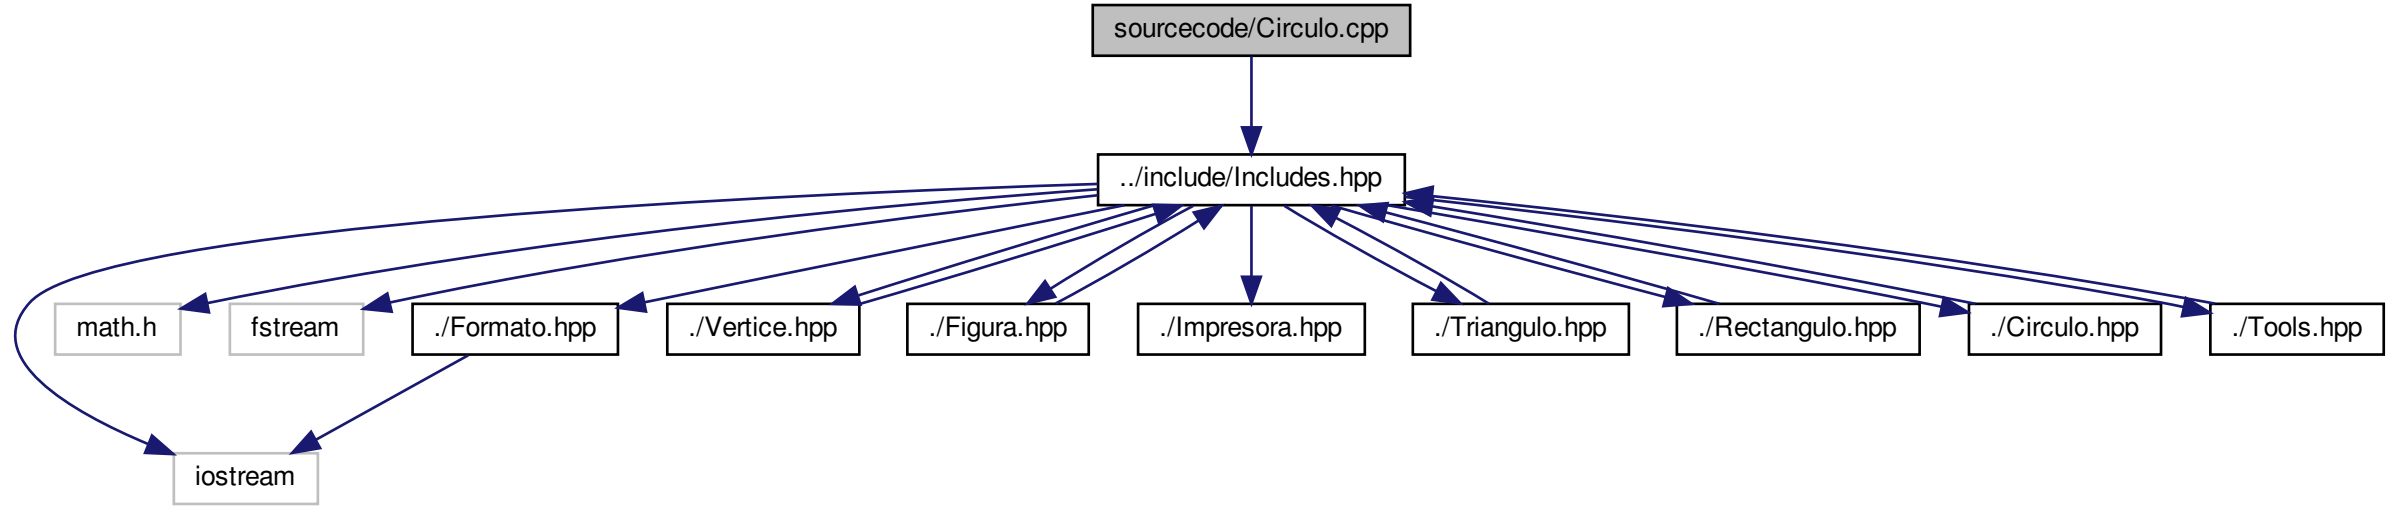 sourcecode/Circulo.cpp
../include/Includes.hpp
math.h
fstream
./Formato.hpp
./Vertice.hpp
./Figura.hpp
./Impresora.hpp
./Triangulo.hpp
./Rectangulo.hpp
./Circulo.hpp
./Tools.hpp
iostream